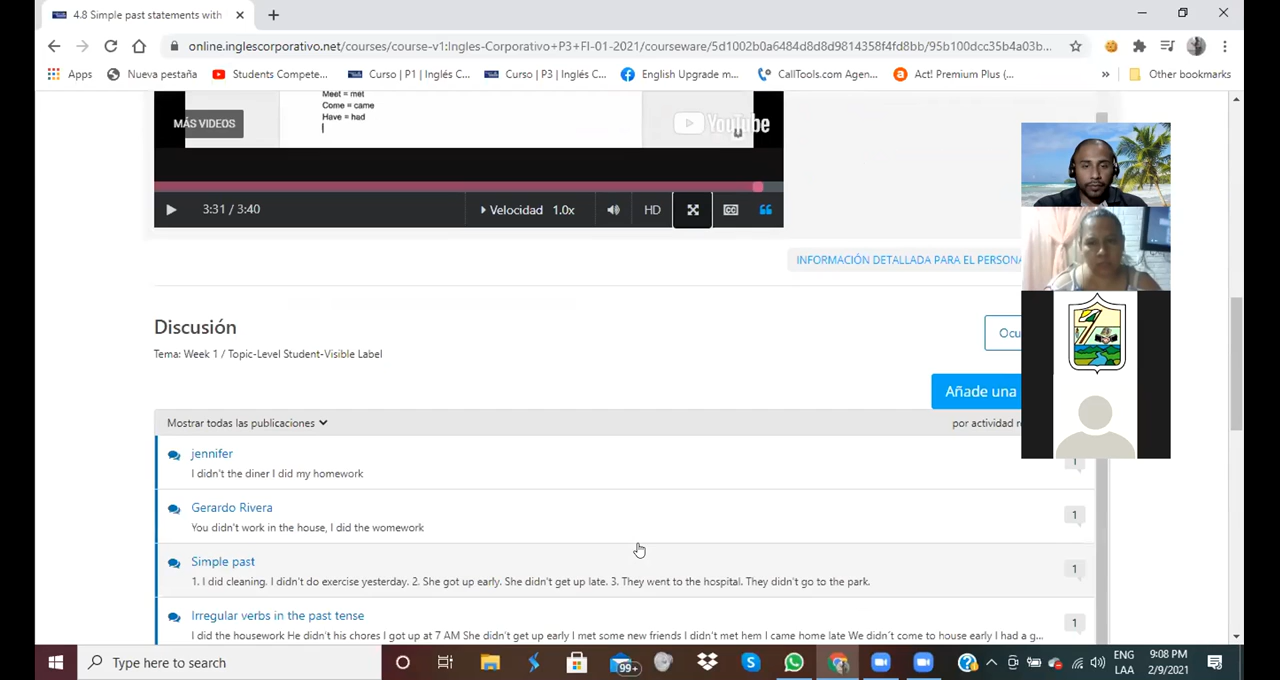 4.8 Simple past statements with
online.inglescorporativo.net/courses/course-v1:Ingles-Corporativo+P3+FI-01-2021/courseware/5d1002b0a6484d8d8d9814358f4fd8bb/95b100dcc35b4a03b...
Apps Nueva pestaña Students Compete... Curso | P1 | Inglés C... Curso | P3 | Inglés C... English Upgrade m... CallTools.com Agen... Act! Premium Plus (... » Other bookmarks
Meet = met
Come = came
Have = had
MÁS VIDEOS
YouTube
3:31 / 3:40 Velocidad 1.0x HD CC
INFORMACIÓN DETALLADA PARA EL PERSONA
Discusión
Ocu
Tema: Week 1 / Topic-Level Student-Visible Label
Añade una
Mostrar todas las publicaciones por actividad re
jennifer
I didn't the diner I did my homework
1
Gerardo Rivera
You didn't work in the house, I did the womework
1
Simple past
1. I did cleaning. I didn't do exercise yesterday. 2. She got up early. She didn't get up late. 3. They went to the hospital. They didn't go to the park.
1
Irregular verbs in the past tense
I did the housework He didn't his chores I got up at 7 AM She didn't get up early I met some new friends I didn't met hem I came home late We didn´t come to house early I had a g...
1
Type here to search
99+
ENG
LAA
9:08 PM
2/9/2021